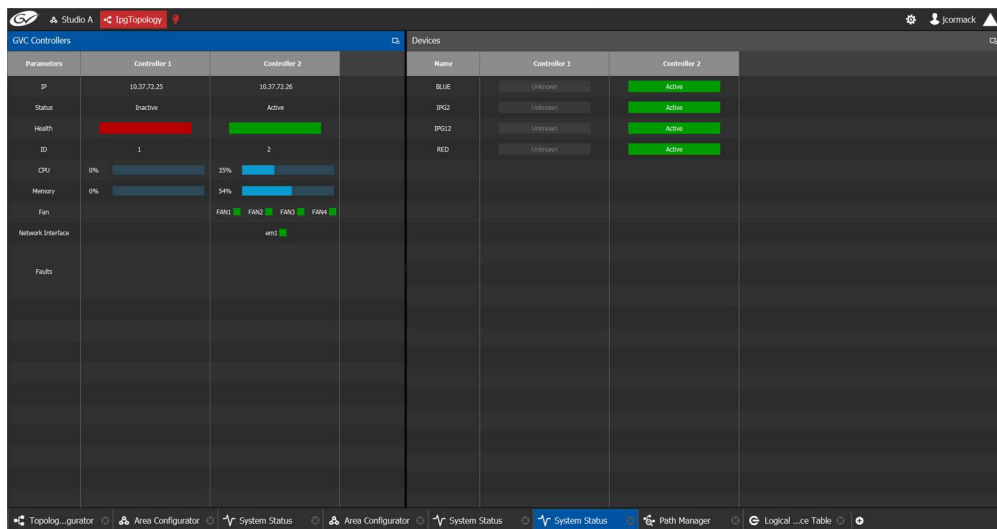 GV Studio A IpgTopology jcormack
GVC Controllers
Parameters Controller 1 Controller 2
IP 10.37.72.25 10.37.72.26
Status Inactive Active
Health
ID 1 2
CPU 0% 35%
Memory 0% 54%
Fan FAN1 FAN2 FAN3 FAN4
Network Interface em1
Faults
Devices
Name Controller 1 Controller 2
BLUE Unknown Active
IPG2 Unknown Active
IPG12 Unknown Active
RED Unknown Active
Topolog...gurator Area Configurator System Status Area Configurator System Status System Status Path Manager Logical ...ce Table